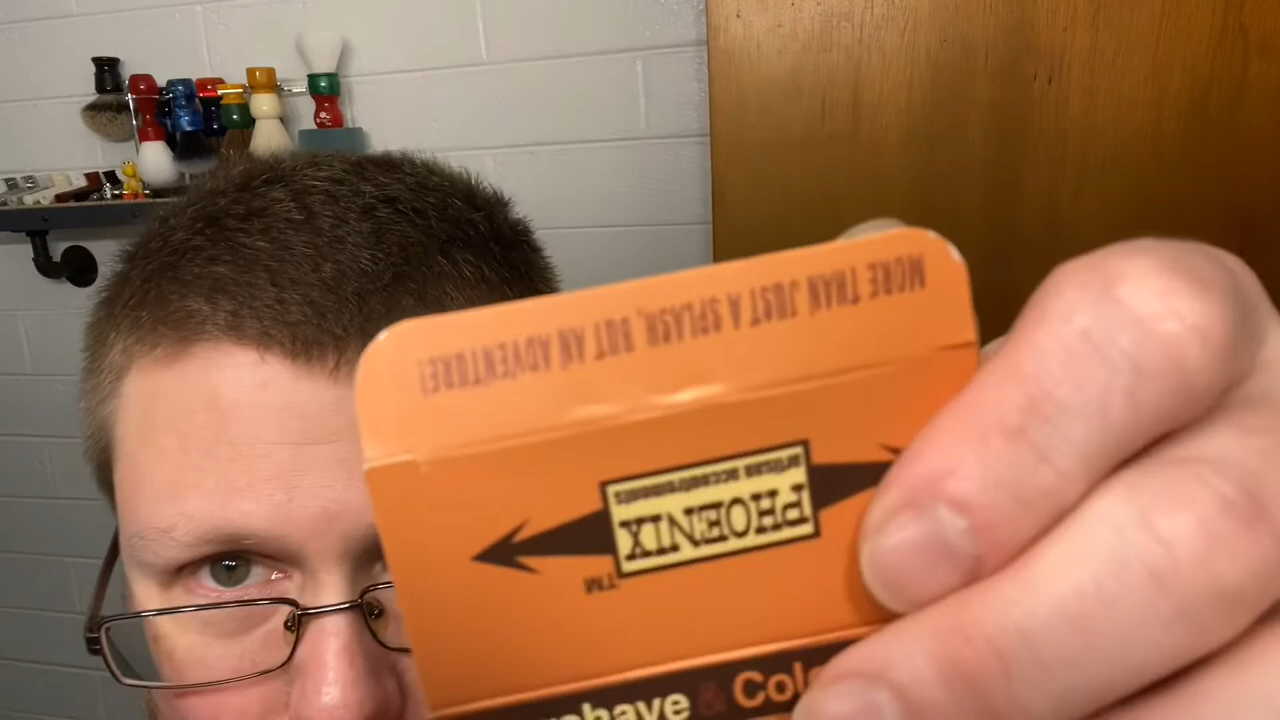 MORE THAN JUST A SPLASH, BUT AN ADVENTURE!
PHOENIX
artisan accoutrements
TM
&